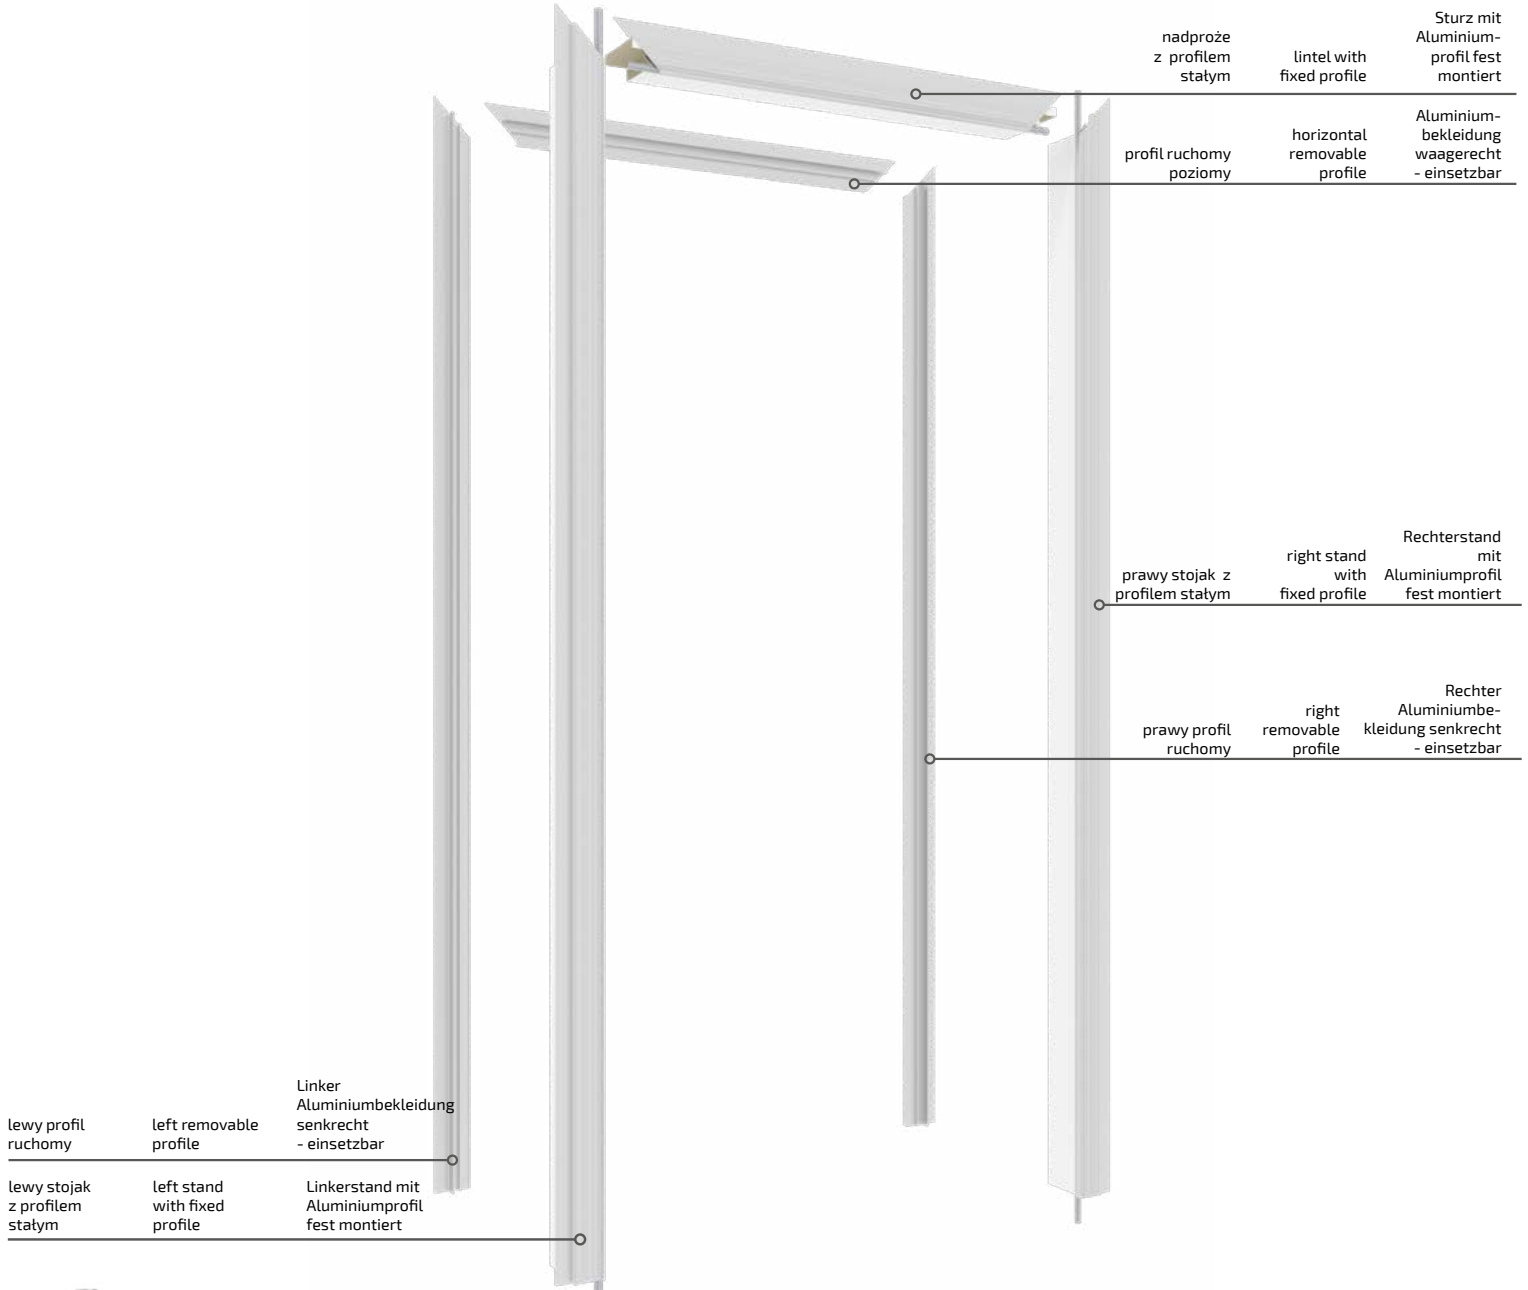 nadproże
z profilem
stałym
lintel with
fixed profile
Sturz mit
Aluminium-
profil fest
montiert
profil ruchomy
poziomy
horizontal
removable
profile
Aluminium-
bekleidung
waagerecht
- einsetzbar
prawy stojak z
profilem stałym
right stand
with
fixed profile
Rechterstand
mit
Aluminiumprofil
fest montiert
prawy profil
ruchomy
right
removable
profile
Rechter
Aluminiumbe-
kleidung senkrecht
- einsetzbar
lewy profil
ruchomy
left removable
profile
Linker
Aluminiumbekleidung
senkrecht
- einsetzbar
lewy stojak
z profilem
stałym
left stand
with fixed
profile
Linkerstand mit
Aluminiumprofil
fest montiert